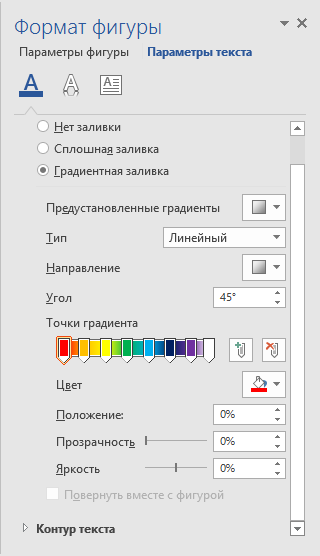 Формат фигуры
Параметры фигуры Параметры текста
А
А
А
Нет заливки
Сплошная заливка
Градиентная заливка
Предустановленные градиенты
Тип Линейный
Направление
Угол 45°
Точки градиента
Цвет
Положение: 0%
Прозрачность 0%
Яркость 0%
Повернуть вместе с фигурой
Контур текста